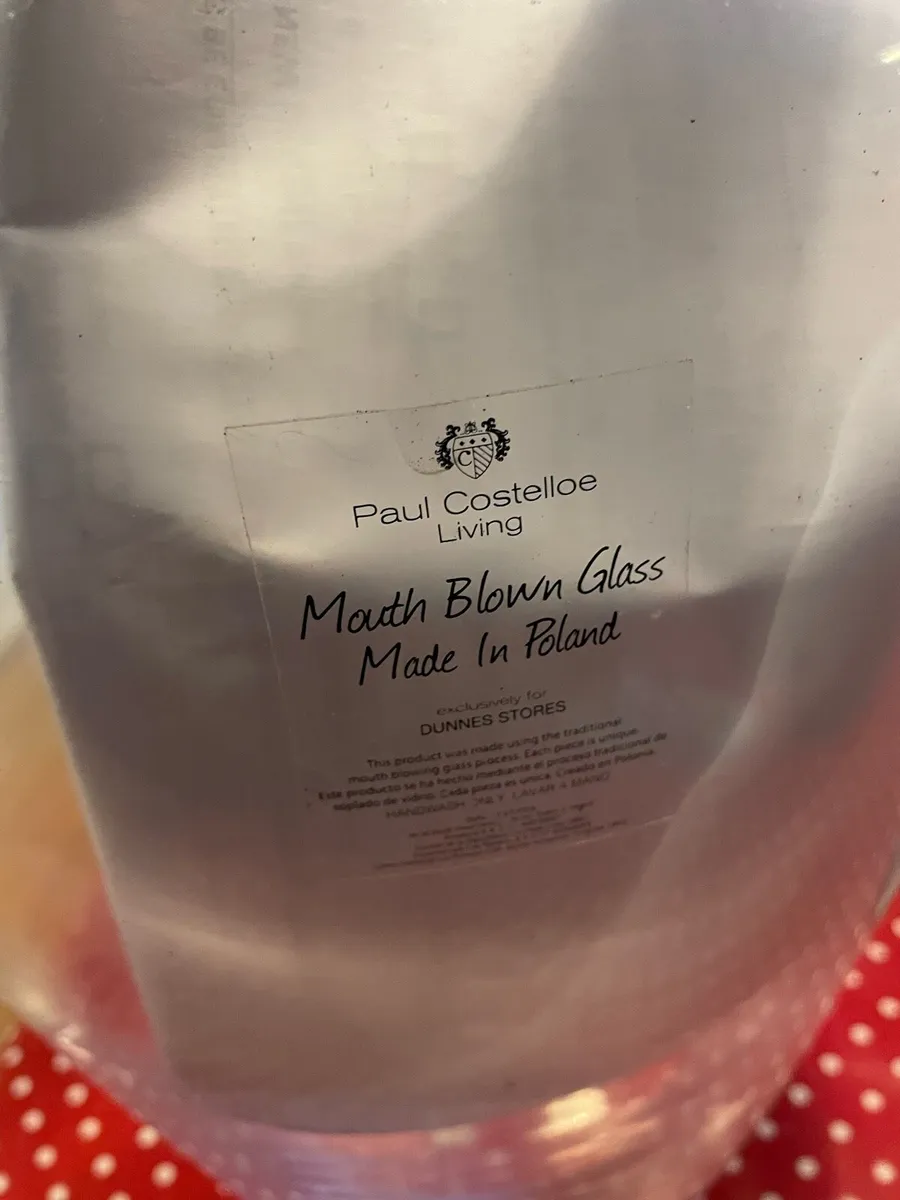 C
Paul Costelloe
Living
Mouth Blown Glass
Made In Poland
exclusively for
DUNNES STORES
This product was made using the traditional
mouth blowing glass process. Each piece is unique.
Este producto se ha hecho mediante el proceso tradicional de
soplado de vidrio. Cada pieza es única. Creado en Polonia.
HANDWASH ONLY LAVAR A MANO